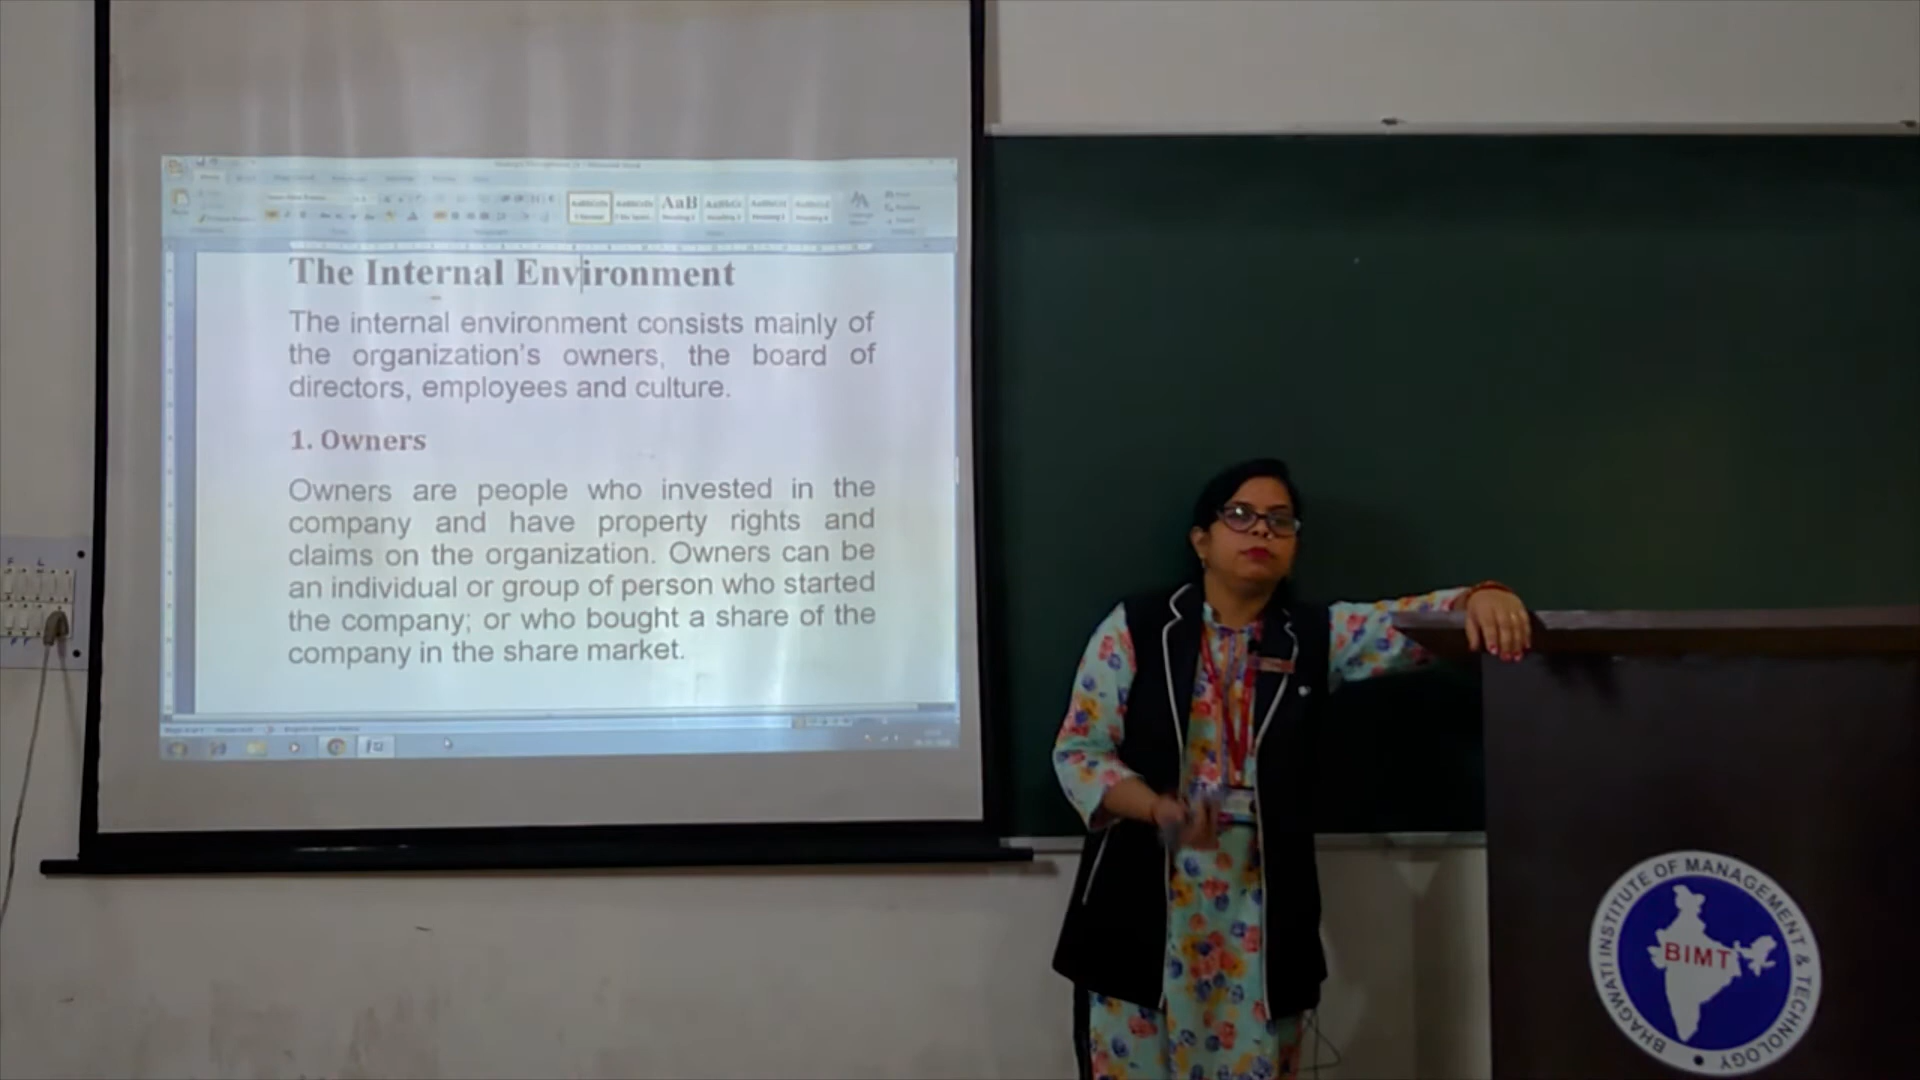 AaB
The Internal Environment
The internal environment consists mainly of
the organization's owners, the board of
directors, employees and culture.
1. Owners
Owners are people who invested in the
company and have property rights and
claims on the organization. Owners can be
an individual or group of person who started
the company; or who bought a share of the
company in the share market.
F L
BHAGWATI INSTITUTE OF MANAGEMENT & TECHNOLOGY
BIMT